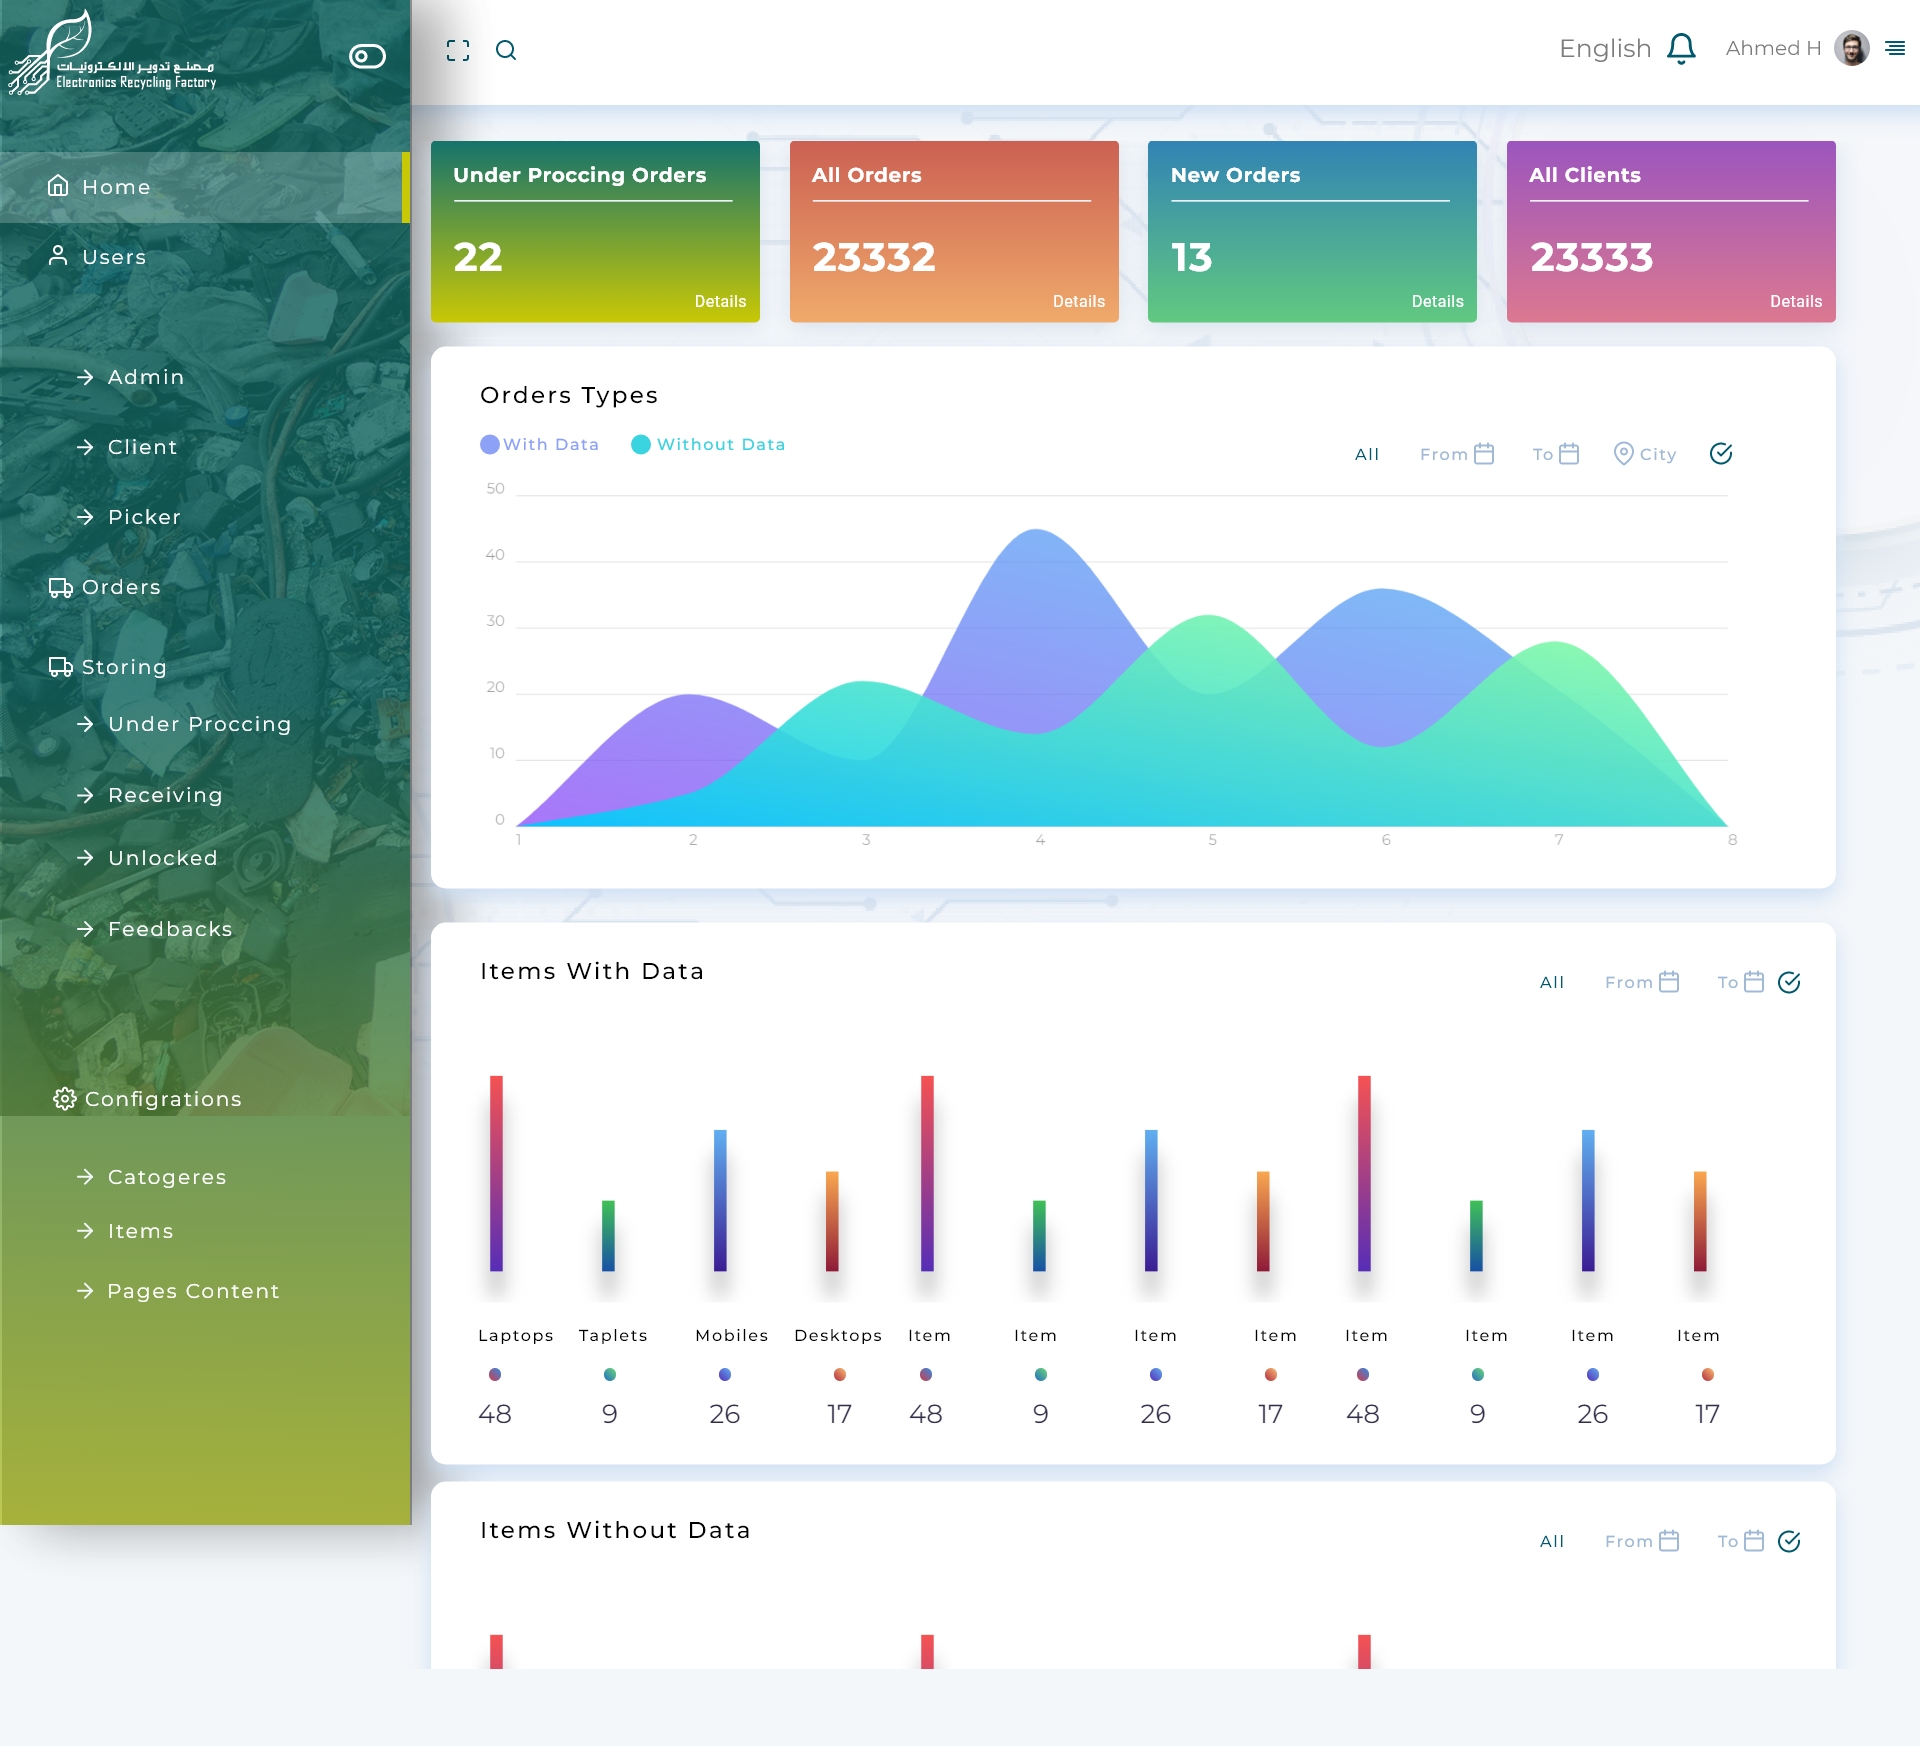 مصنع تدوير الالكترونيات
Electronics Recycling Factory
English
Ahmed H
Home
Users
Admin
Client
Picker
Orders
Storing
Under Proccing
Receiving
Unlocked
Feedbacks
Configrations
Catogeres
Items
Pages Content
Under Proccing Orders
22
Details
All Orders
23332
Details
New Orders
13
Details
All Clients
23333
Details
Orders Types
With Data Without Data
All From To City
50
40
30
20
10
0
1 2 3 4 5 6 7 8
Items With Data
All From To
Laptops Taplets Mobiles Desktops Item Item Item Item Item Item Item Item
48 9 26 17 48 9 26 17 48 9 26 17
Items Without Data
All From To